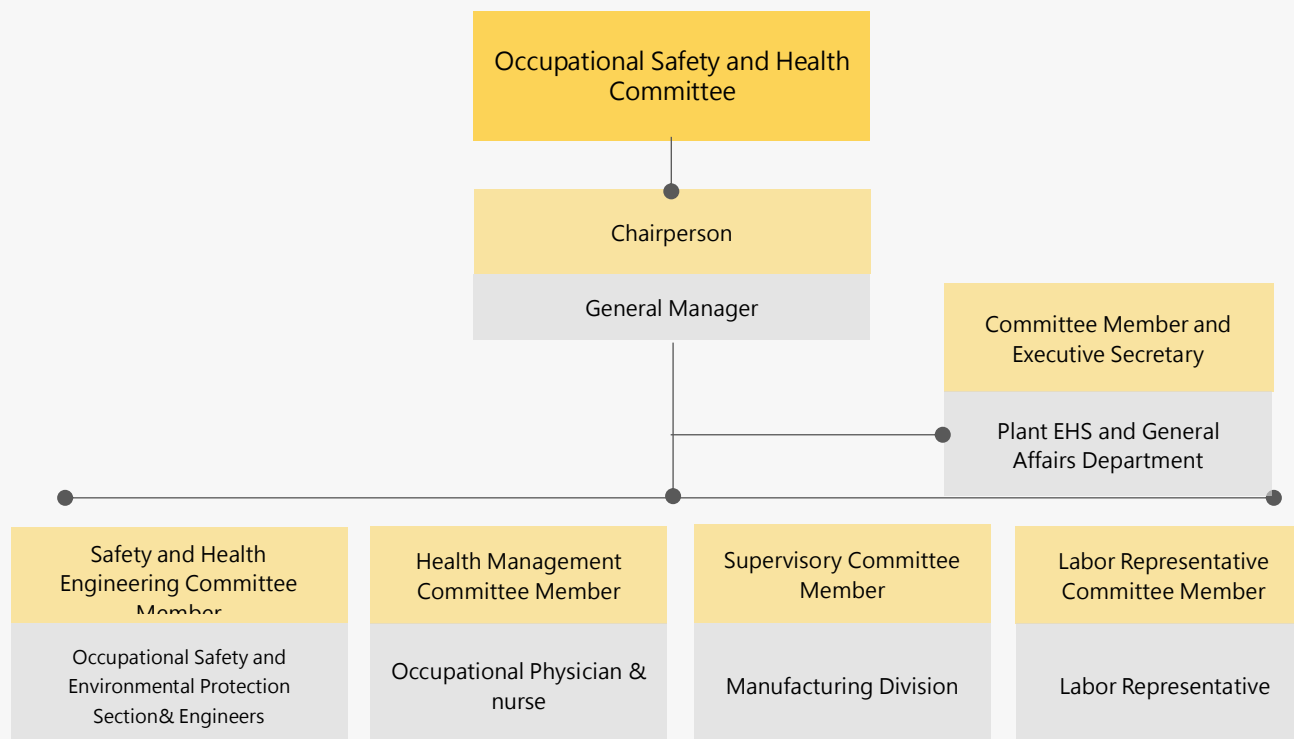 Occupational Safety and Health
Committee
Chairperson
General Manager
Committee Member and
Executive Secretary
Plant EHS and General
Affairs Department
Safety and Health
Engineering Committee
Member
Occupational Safety and
Environmental Protection
Section& Engineers
Health Management
Committee Member
Occupational Physician &
nurse
Supervisory Committee
Member
Manufacturing Division
Labor Representative
Committee Member
Labor Representative